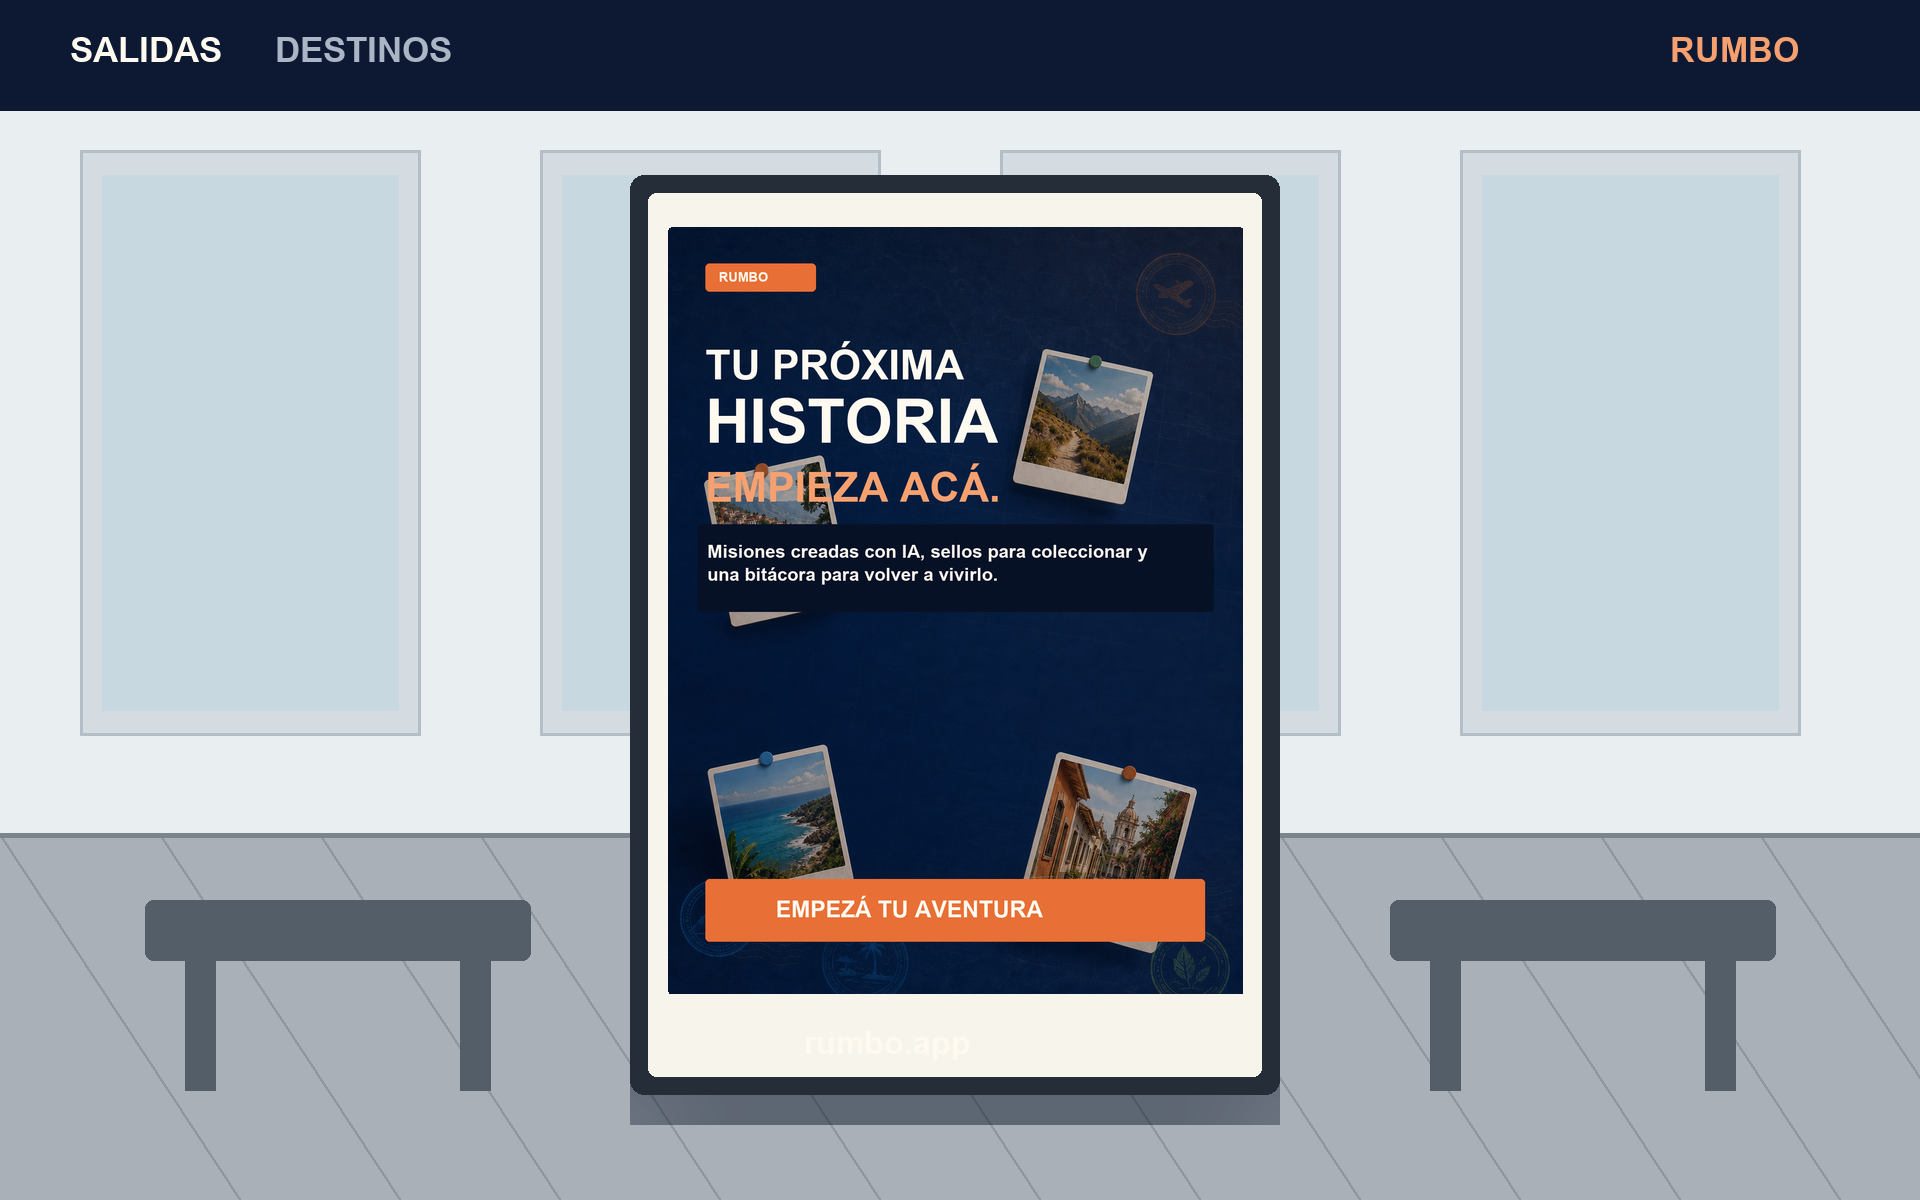 SALIDAS DESTINOS RUMBO
RUMBO
TU PRÓXIMA
HISTORIA
EMPIEZA ACÁ.
Misiones creadas con IA, sellos para coleccionar y
una bitácora para volver a vivirlo.
EMPEZÁ TU AVENTURA
rumbo.app